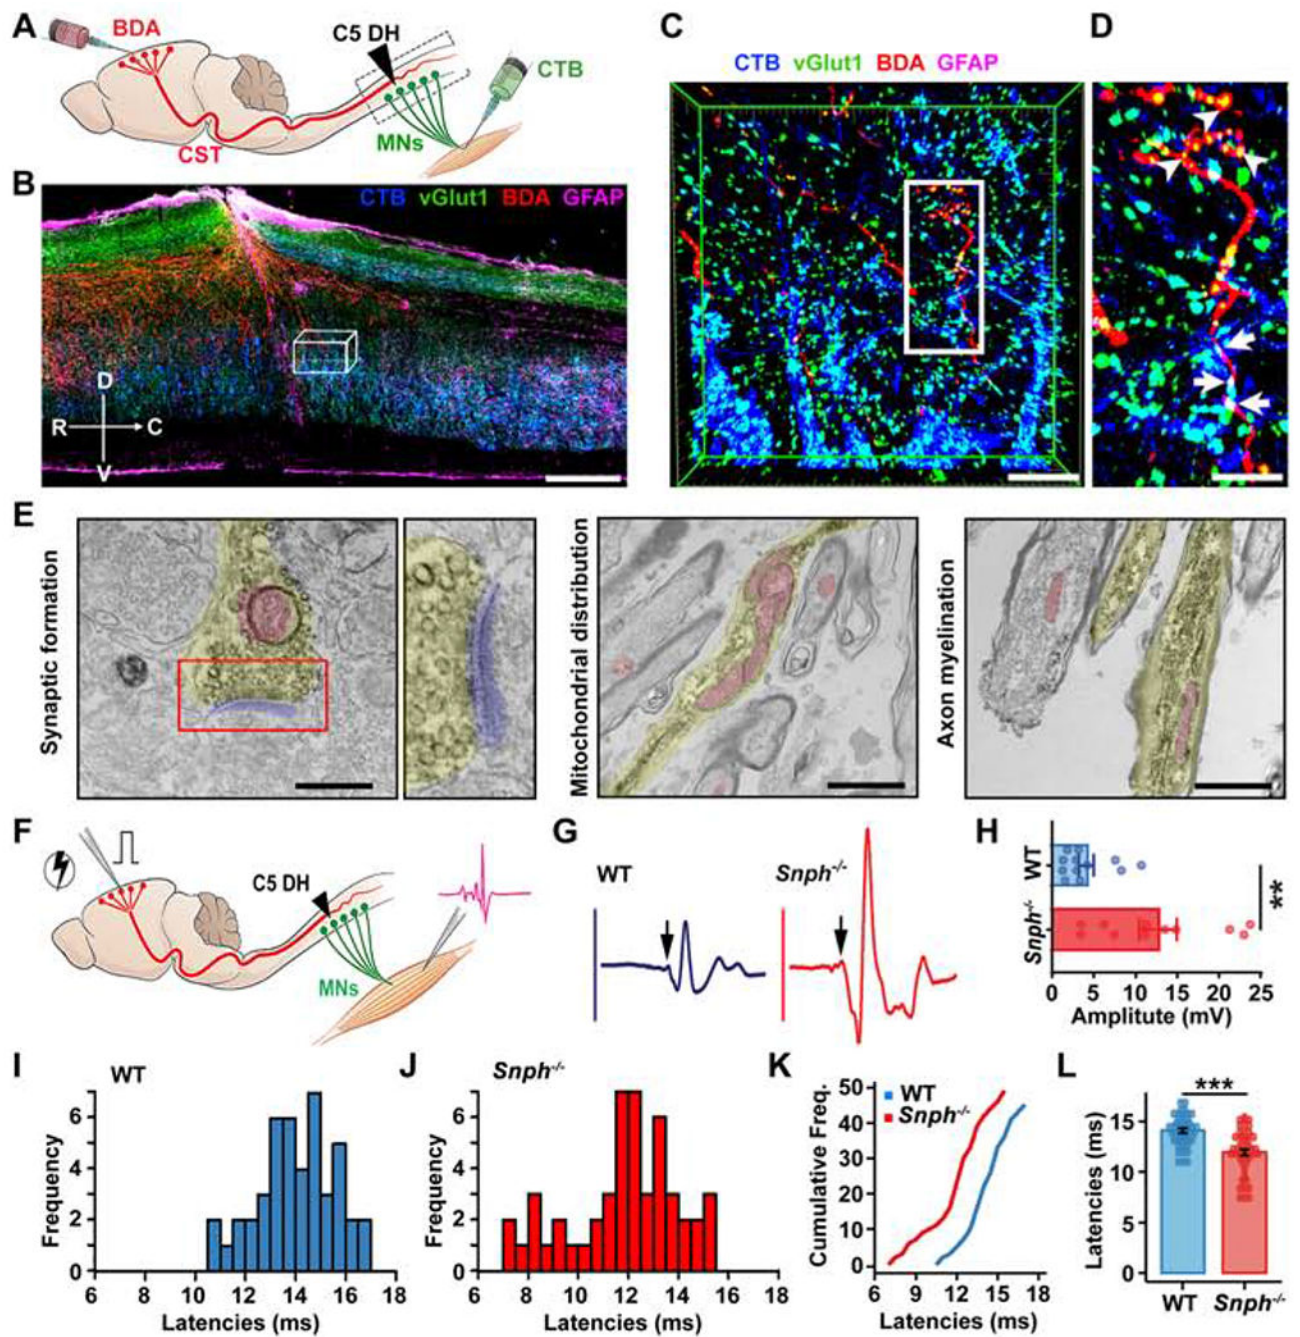 A
BDA
C5 DH
CTB
MNs
CST
B
CTB vGlut1 BDA GFAP
D
R
C
V
C
CTB vGlut1 BDA GFAP
D
E
Synaptic formation
Mitochondrial distribution
Axon myelination
F
C5 DH
MNs
G
WT
Snph-/-
H
WT
Snph-/-
**
0 5 10 15 20 25
Amplitute (mV)
I
WT
Frequency
6
4
2
0
6 8 10 12 14 16 18
Latencies (ms)
J
Snph-/-
Frequency
6
4
2
0
6 8 10 12 14 16 18
Latencies (ms)
K
WT
Snph-/-
Cumulative Freq.
50
40
30
20
10
0
6 9 12 15 18
Latencies (ms)
L
***
Latencies (ms)
15
10
5
0
WT Snph-/-